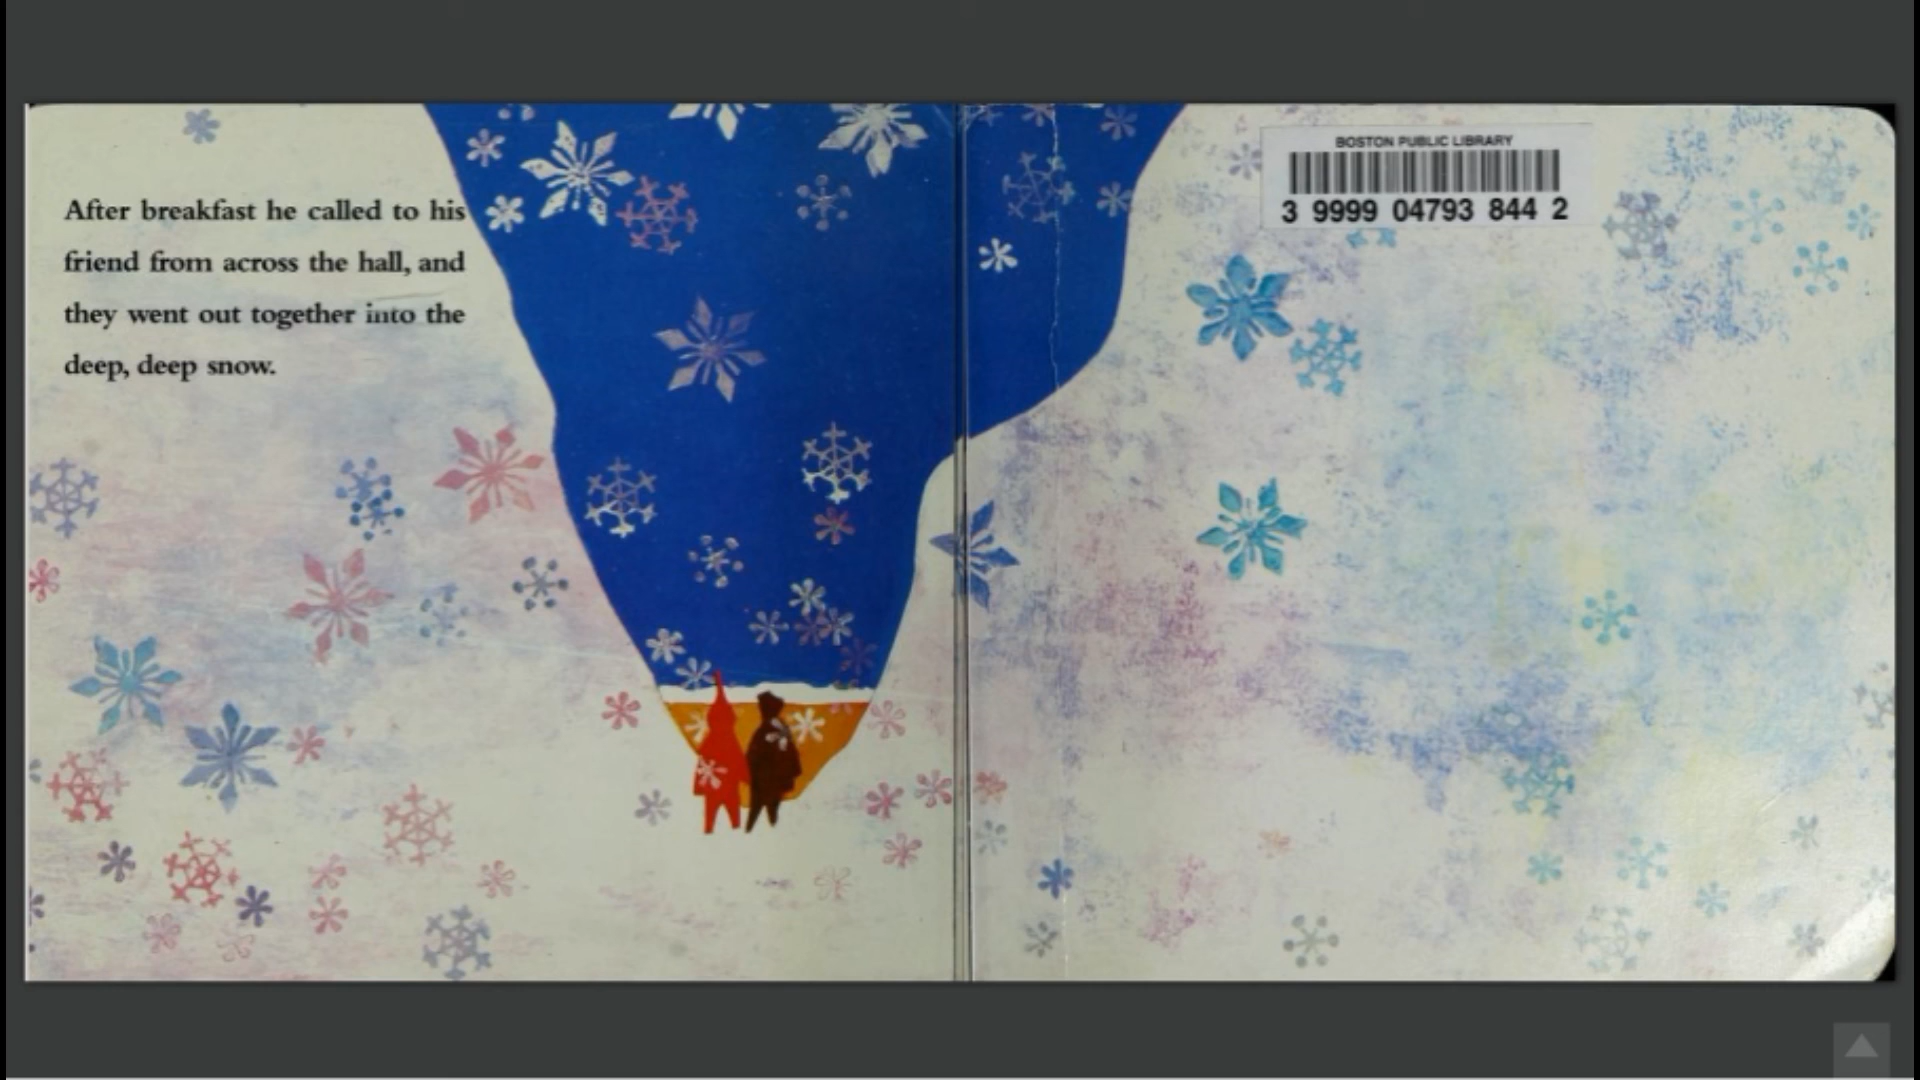 After breakfast he called to his
friend from across the hall, and
they went out together into the
deep, deep snow.
BOSTON PUBLIC LIBRARY
3 9999 04793 844 2